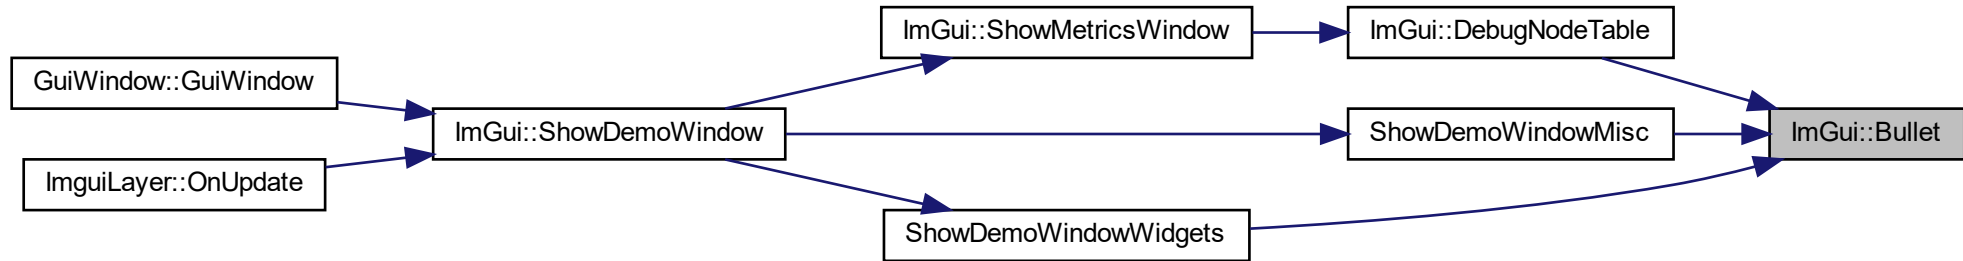 ImGui::ShowMetricsWindow
ImGui::DebugNodeTable
GuiWindow::GuiWindow
ImGui::ShowDemoWindow
ShowDemoWindowMisc
ImGui::Bullet
ImguiLayer::OnUpdate
ShowDemoWindowWidgets